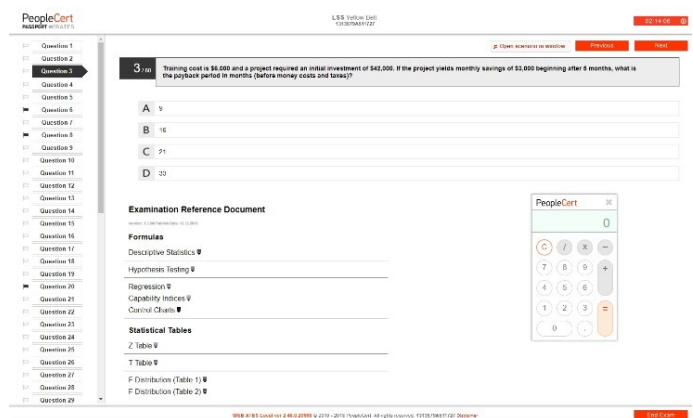 PeopleCert
LSS Yellow Belt
02:14:06
Question 1
Question 2
Question 3
Question 4
Question 5
Question 6
Question 7
Question 8
Question 9
Question 10
Question 11
Question 12
Question 13
Question 14
Question 15
Question 16
Question 17
Question 18
Question 19
Question 20
Question 21
Question 22
Question 23
Question 24
Question 25
Question 26
Question 27
Question 28
Question 29
Open scenario in window
Previous
Next
3/60
Training cost is $6,000 and a project required an initial investment of $42,000. If the project yields monthly savings of $3,000 beginning after 5 months, what is
the payback period in months (before money costs and taxes)?
A 9
B 16
C 21
D 33
Examination Reference Document
Formulas
Descriptive Statistics
Hypothesis Testing
Regression
Capability Indices
Control Charts
Statistical Tables
Z Table
T Table
F Distribution (Table 1)
F Distribution (Table 2)
PeopleCert
0
C / x −
7 8 9 +
4 5 6
1 2 3 =
0 .
End Exam